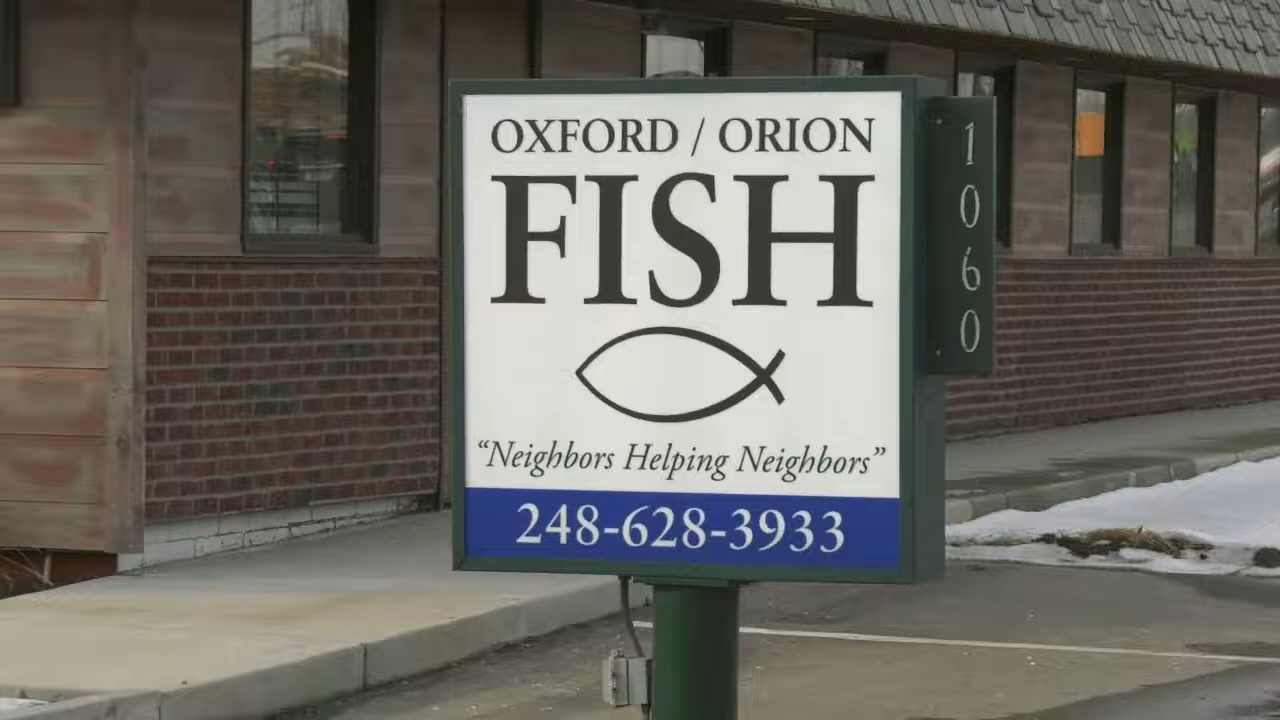 OXFORD / ORION
FISH
“Neighbors Helping Neighbors”
248-628-3933
1060